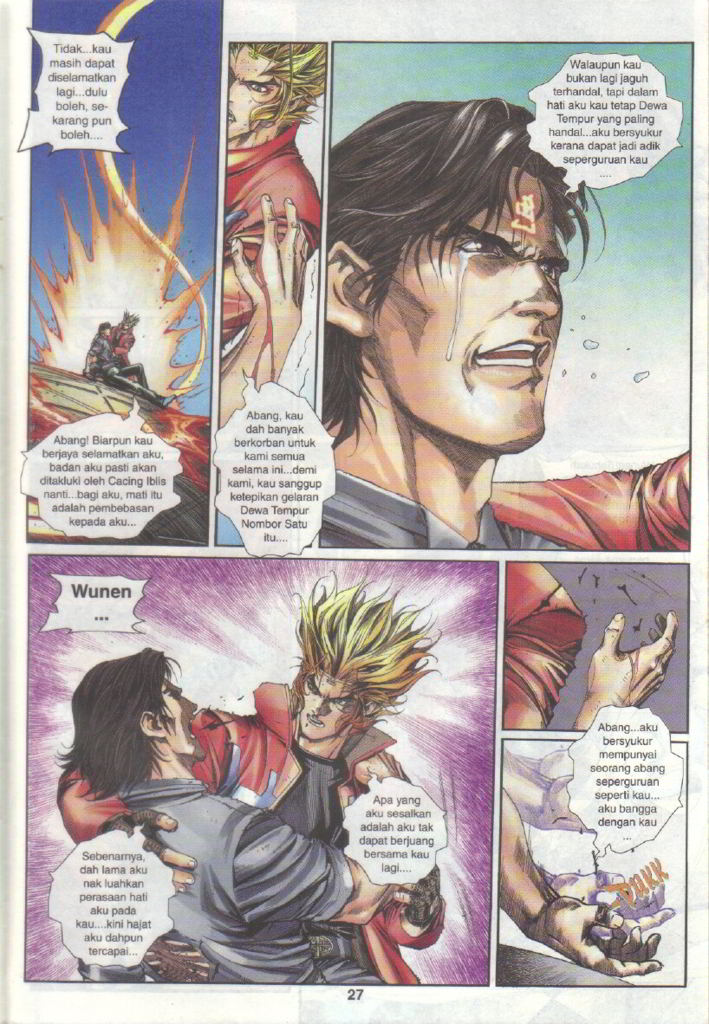 Tidak...kau
masih dapat
diselamatkan
lagi...dulu
boleh, se-
karang pun
boleh....
Abang! Biarpun kau
berjaya selamatkan aku,
badan aku pasti akan
ditakluki oleh Cacing Iblis
nanti...bagi aku, mati itu
adalah pembebasan
kepada aku...
Abang, kau
dah banyak
berkorban untuk
kami semua
selama ini...demi
kami, kau sanggup
ketepikan gelaran
Dewa Tempur
Nombor Satu
itu....
Walaupun kau
bukan lagi jaguh
terhandal, tapi dalam
hati aku kau tetap Dewa
Tempur yang paling
handal...aku bersyukur
kerana dapat jadi adik
seperguruan kau
....
Wunen
...
Sebenarnya,
dah lama aku
nak luahkan
perasaan hati
aku pada
kau....kini hajat
aku dahpun
tercapai...
Apa yang
aku sesalkan
adalah aku tak
dapat berjuang
bersama kau
lagi....
Abang...aku
bersyukur
mempunyai
seorang abang
seperguruan
seperti kau...
aku bangga
dengan kau
...
27